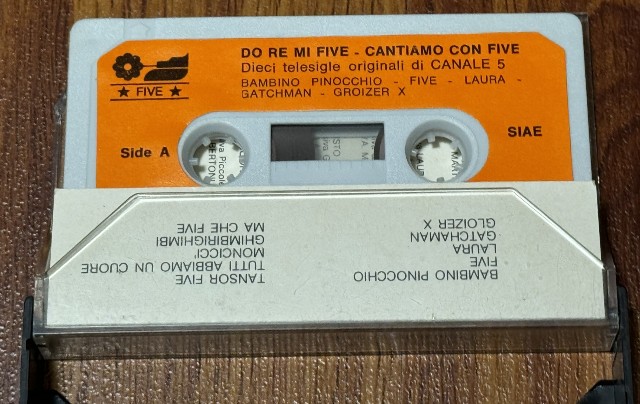 DO RE MI FIVE - CANTIAMO CON FIVE
Dieci telesigle originali di CANALE 5
BAMBINO PINOCCHIO - FIVE - LAURA -
GATCHMAN - GROIZER X
★ FIVE ★
Side A
SIAE
BAMBINO PINOCCHIO
FIVE
LAURA
GATCHAMAN
GLOIZER X
TANSOR FIVE
TUTTI ABBIAMO UN CUORE
MONCICCI'
GHIMBIRIGHIMBI
MA CHE FIVE